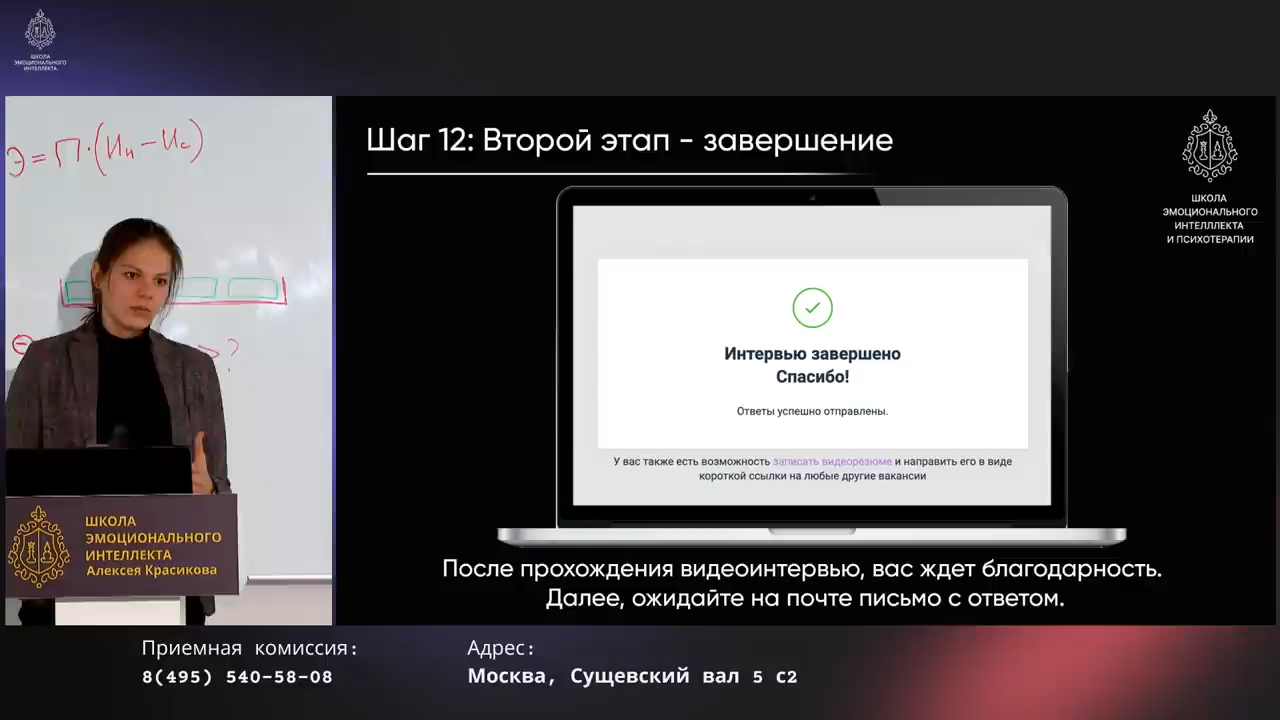 ШКОЛА
ЭМОЦИОНАЛЬНОГО
ИНТЕЛЛЕКТА
Э = П · (Ин – Ис)
?
ШКОЛА
ЭМОЦИОНАЛЬНОГО
ИНТЕЛЛЕКТА
Алексея Красикова
Шаг 12: Второй этап - завершение
ШКОЛА
ЭМОЦИОНАЛЬНОГО
ИНТЕЛЛЛЕКТА
И ПСИХОТЕРАПИИ
Интервью завершено
Спасибо!
Ответы успешно отправлены.
У вас также есть возможность записать видеорезюме и направить его в виде
короткой ссылки на любые другие вакансии
После прохождения видеоинтервью, вас ждет благодарность.
Далее, ожидайте на почте письмо с ответом.
Приемная комиссия:
8(495) 540-58-08
Адрес:
Москва, Сущевский вал 5 с2